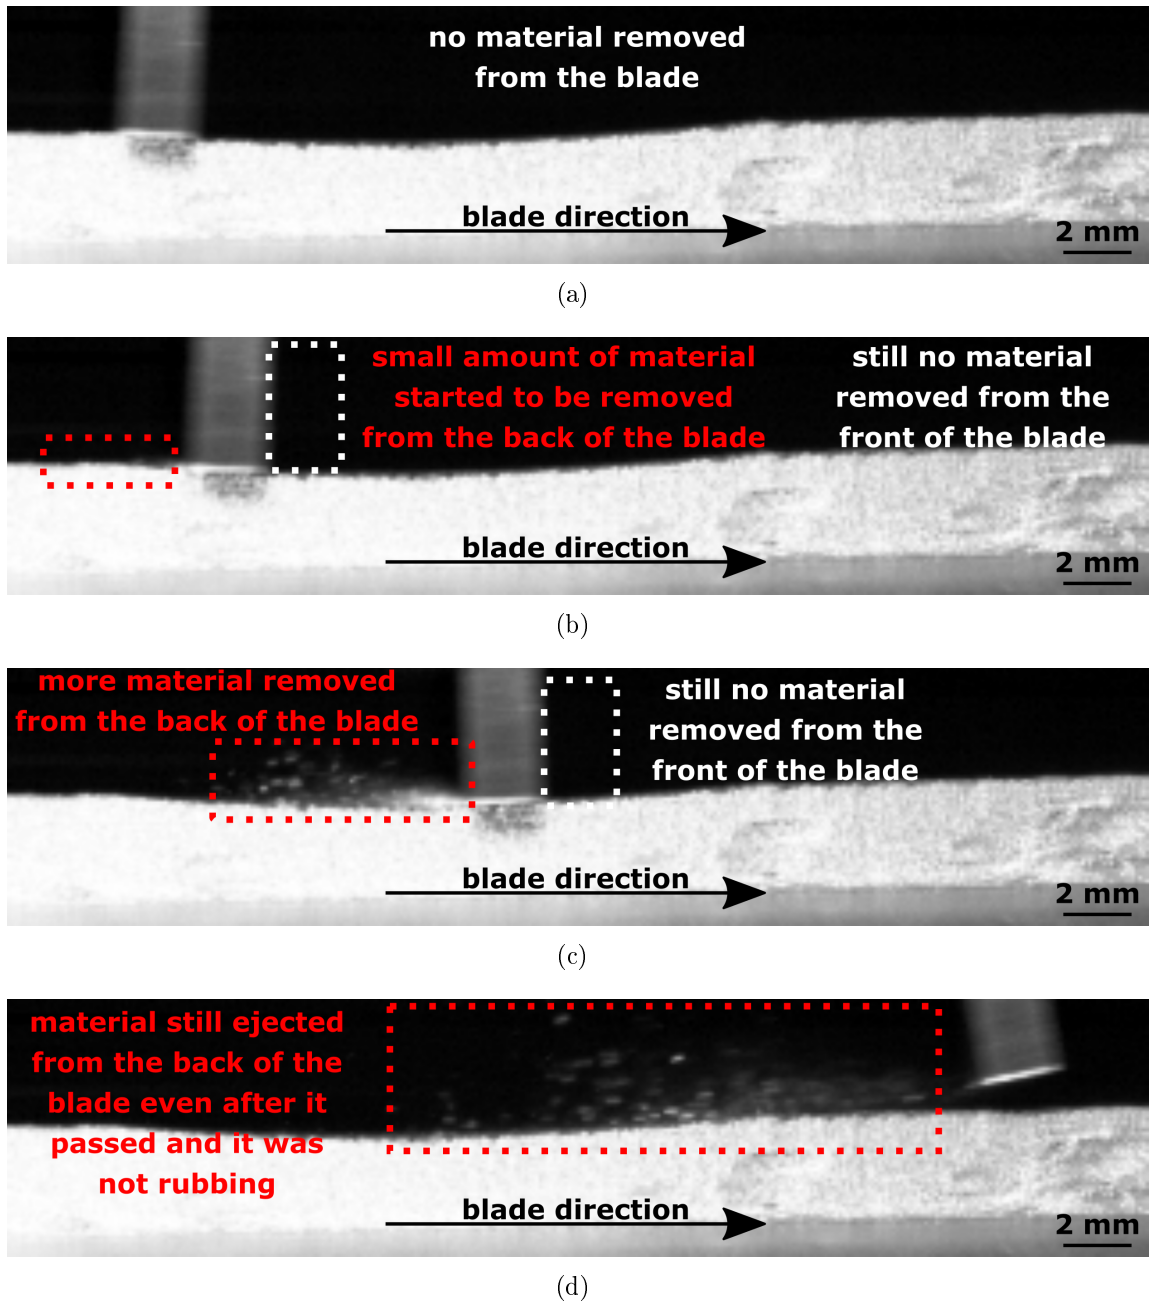 no material removed
from the blade
blade direction
2 mm
(a)
small amount of material
started to be removed
from the back of the blade
still no material
removed from the
front of the blade
blade direction
2 mm
(b)
more material removed
from the back of the blade
still no material
removed from the
front of the blade
blade direction
2 mm
(c)
material still ejected
from the back of the
blade even after it
passed and it was
not rubbing
blade direction
2 mm
(d)